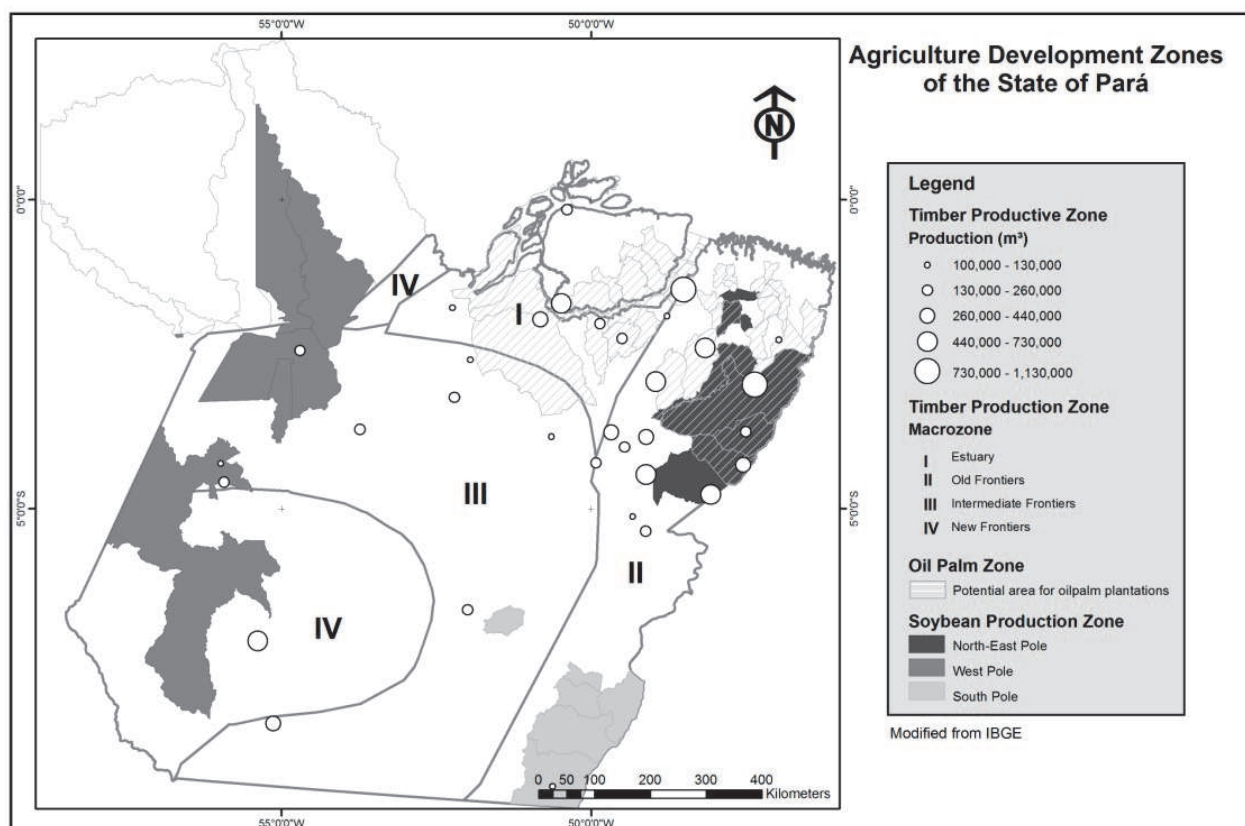 Agriculture Development Zones
of the State of Pará
55°0'0"W
50°0'0"W
0°0'0"
0°0'0"
5°0'0"S
5°0'0"S
55°0'0"W
50°0'0"W
N
IV
I
III
II
IV
0 50 100 200 300 400
Kilometers
Legend
Timber Productive Zone
Production (m³)
100,000 - 130,000
130,000 - 260,000
260,000 - 440,000
440,000 - 730,000
730,000 - 1,130,000
Timber Production Zone
Macrozone
I Estuary
II Old Frontiers
III Intermediate Frontiers
IV New Frontiers
Oil Palm Zone
Potential area for oilpalm plantations
Soybean Production Zone
North-East Pole
West Pole
South Pole
Modified from IBGE